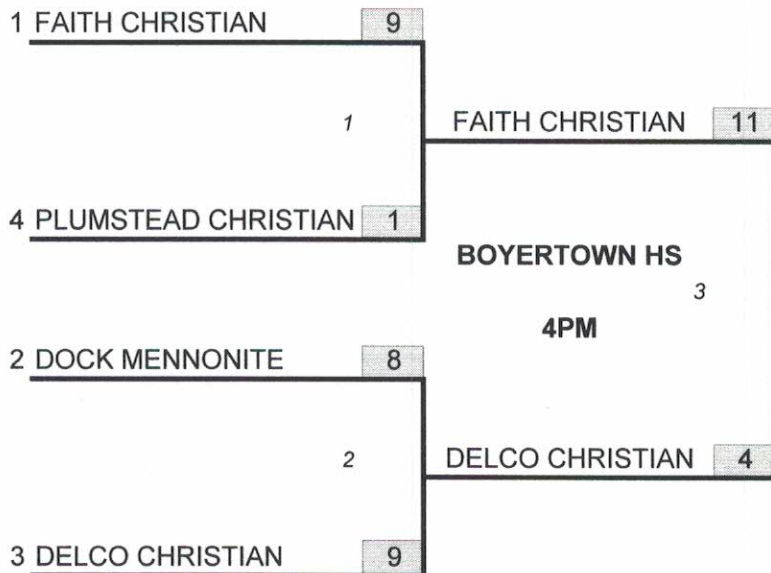 1 FAITH CHRISTIAN 9
1
FAITH CHRISTIAN 11
4 PLUMSTEAD CHRISTIAN 1
BOYERTOWN HS
3
4PM
2 DOCK MENNONITE 8
2
DELCO CHRISTIAN 4
3 DELCO CHRISTIAN 9